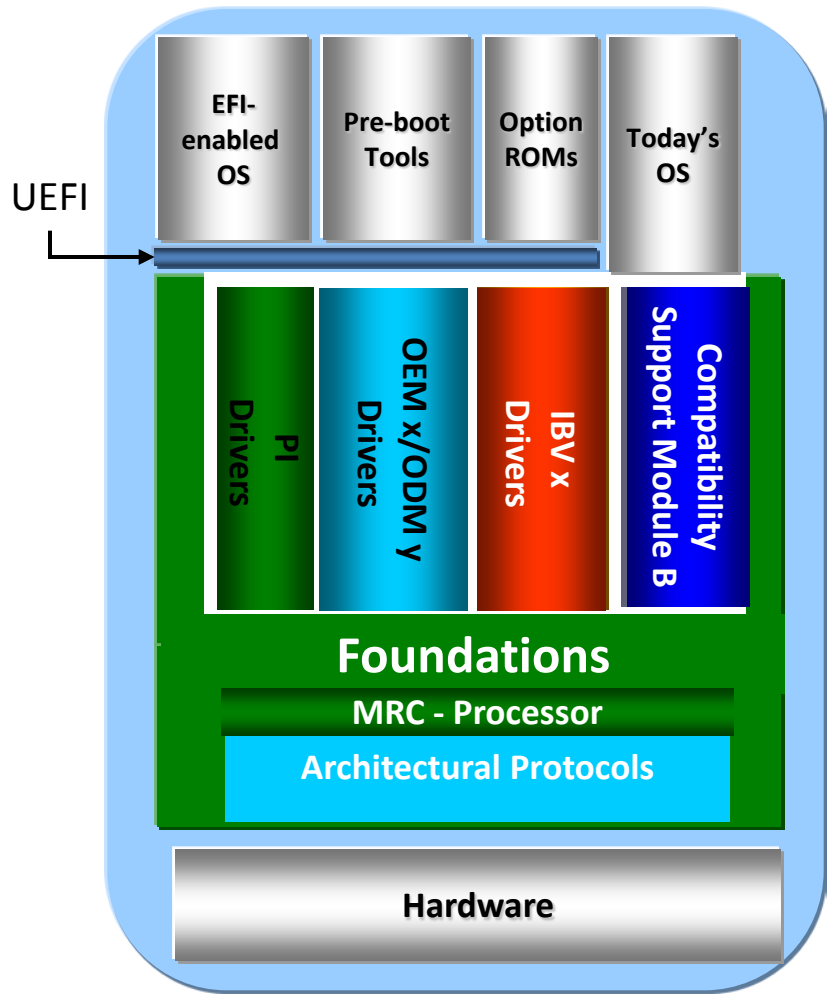 EFI-
enabled
OS
Pre-boot
Tools
Option
ROMs
Today's
OS
UEFI
PI
Drivers
OEM x/ODM y
Drivers
IBV x
Drivers
Compatibility
Support Module B
Foundations
MRC - Processor
Architectural Protocols
Hardware